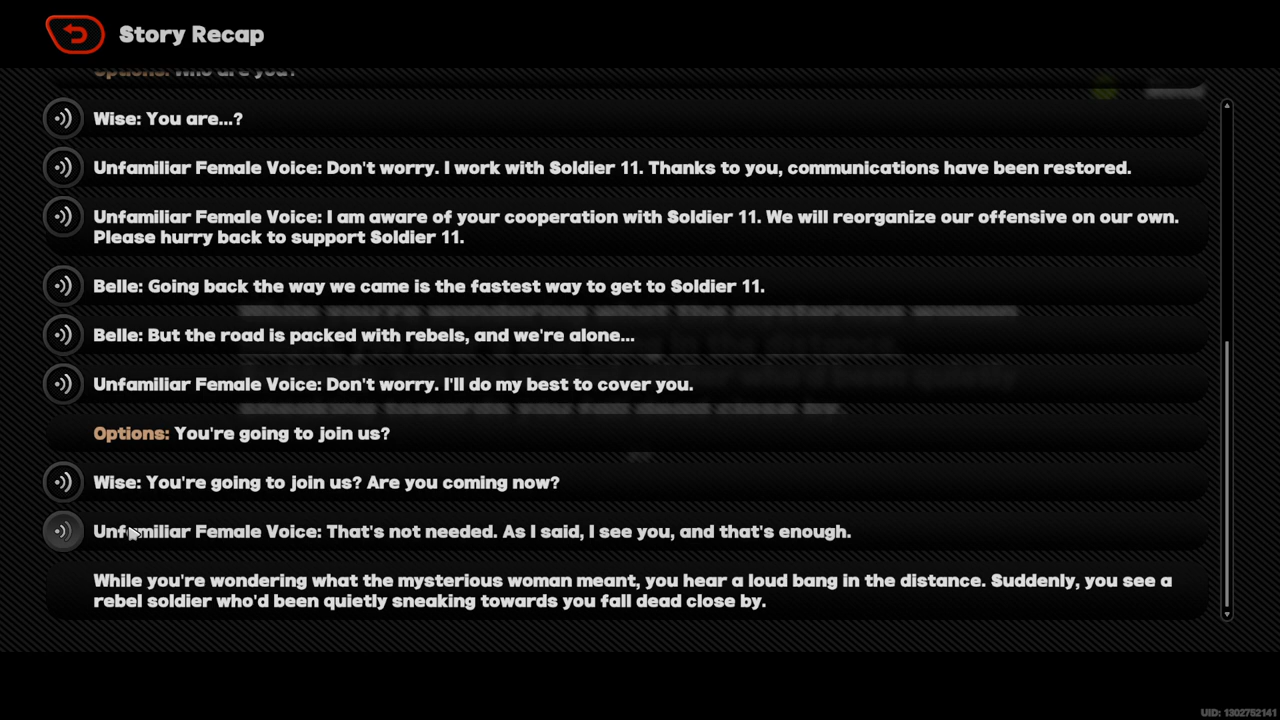 Story Recap
Options: Who are you?
Wise: You are...?
Unfamiliar Female Voice: Don't worry. I work with Soldier 11. Thanks to you, communications have been restored.
Unfamiliar Female Voice: I am aware of your cooperation with Soldier 11. We will reorganize our offensive on our own.
Please hurry back to support Soldier 11.
Belle: Going back the way we came is the fastest way to get to Soldier 11.
Belle: But the road is packed with rebels, and we're alone...
Unfamiliar Female Voice: Don't worry. I'll do my best to cover you.
Options: You're going to join us?
Wise: You're going to join us? Are you coming now?
Unfamiliar Female Voice: That's not needed. As I said, I see you, and that's enough.
While you're wondering what the mysterious woman meant, you hear a loud bang in the distance. Suddenly, you see a
rebel soldier who'd been quietly sneaking towards you fall dead close by.
UID: 1302752141